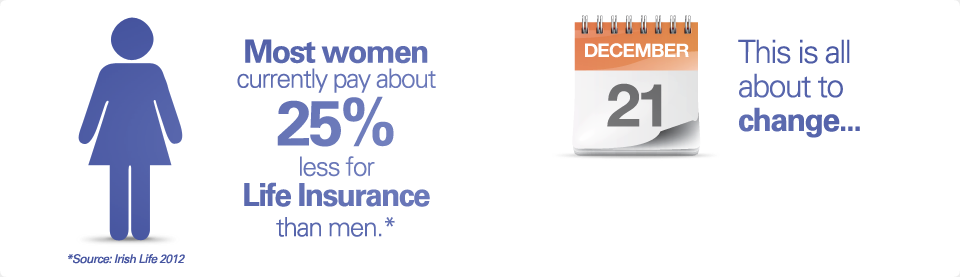 Most women
currently pay about
25%
less for
Life Insurance
than men.*
*Source: Irish Life 2012
DECEMBER
21
This is all
about to
change...